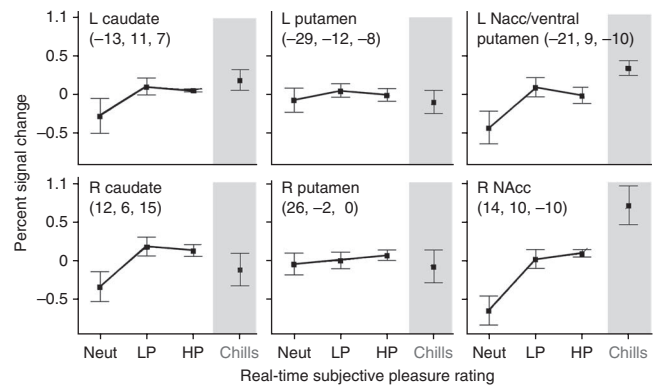 L caudate
(−13, 11, 7)
L putamen
(−29, −12, −8)
L Nacc/ventral
putamen (−21, 9, −10)
1.1
0.5
0
−0.5
R caudate
(12, 6, 15)
R putamen
(26, −2, 0)
R NAcc
(14, 10, −10)
1.1
0.5
0
−0.5
Percent signal change
Neut LP HP Chills Neut LP HP Chills Neut LP HP Chills
Real-time subjective pleasure rating